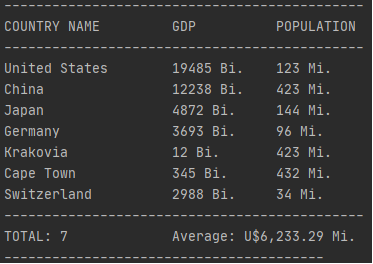 ---------------------------------------------
COUNTRY NAME GDP POPULATION
---------------------------------------------
United States 19485 Bi. 123 Mi.
China 12238 Bi. 423 Mi.
Japan 4872 Bi. 144 Mi.
Germany 3693 Bi. 96 Mi.
Krakovia 12 Bi. 423 Mi.
Cape Town 345 Bi. 432 Mi.
Switzerland 2988 Bi. 34 Mi.
---------------------------------------------
TOTAL: 7 Average: U$6,233.29 Mi.
----------------------------------------